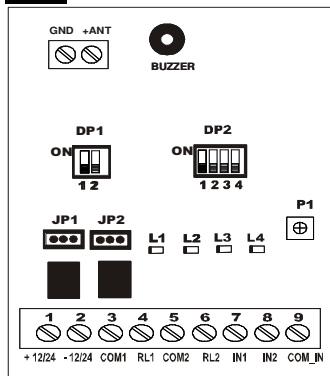 GND +ANT
BUZZER
DP1 DP2
ON ON
1 2 1 2 3 4
P1
JP1 JP2
L1 L2 L3 L4
1 2 3 4 5 6 7 8 9
+ 12/24 - 12/24 COM1 RL1 COM2 RL2 IN1 IN2 COM_IN